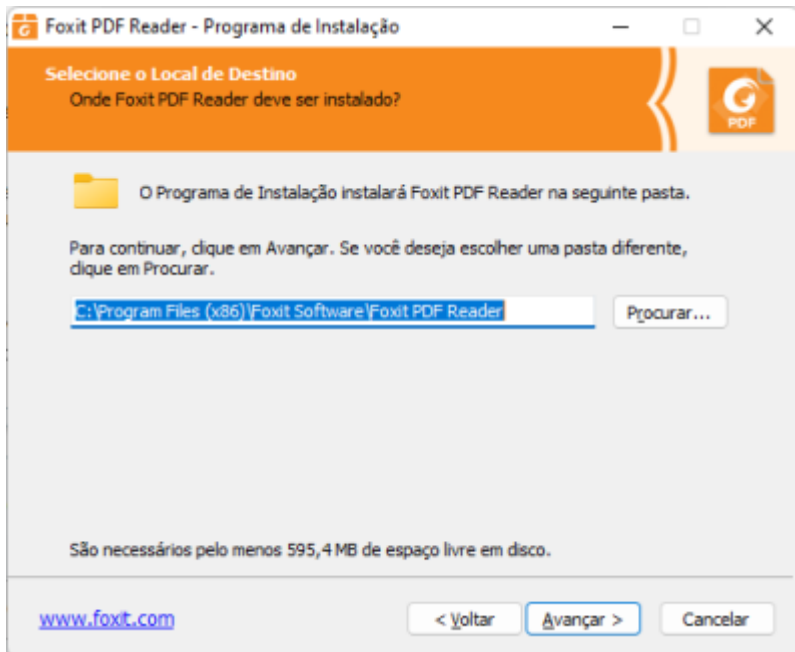 Foxit PDF Reader - Programa de Instalação
Selecione o Local de Destino
Onde Foxit PDF Reader deve ser instalado?
PDF
O Programa de Instalação instalará Foxit PDF Reader na seguinte pasta.
Para continuar, clique em Avançar. Se você deseja escolher uma pasta diferente,
clique em Procurar.
C:\Program Files (x86)\Foxit Software\Foxit PDF Reader
Procurar...
São necessários pelo menos 595,4 MB de espaço livre em disco.
www.foxit.com
< Voltar
Avançar >
Cancelar